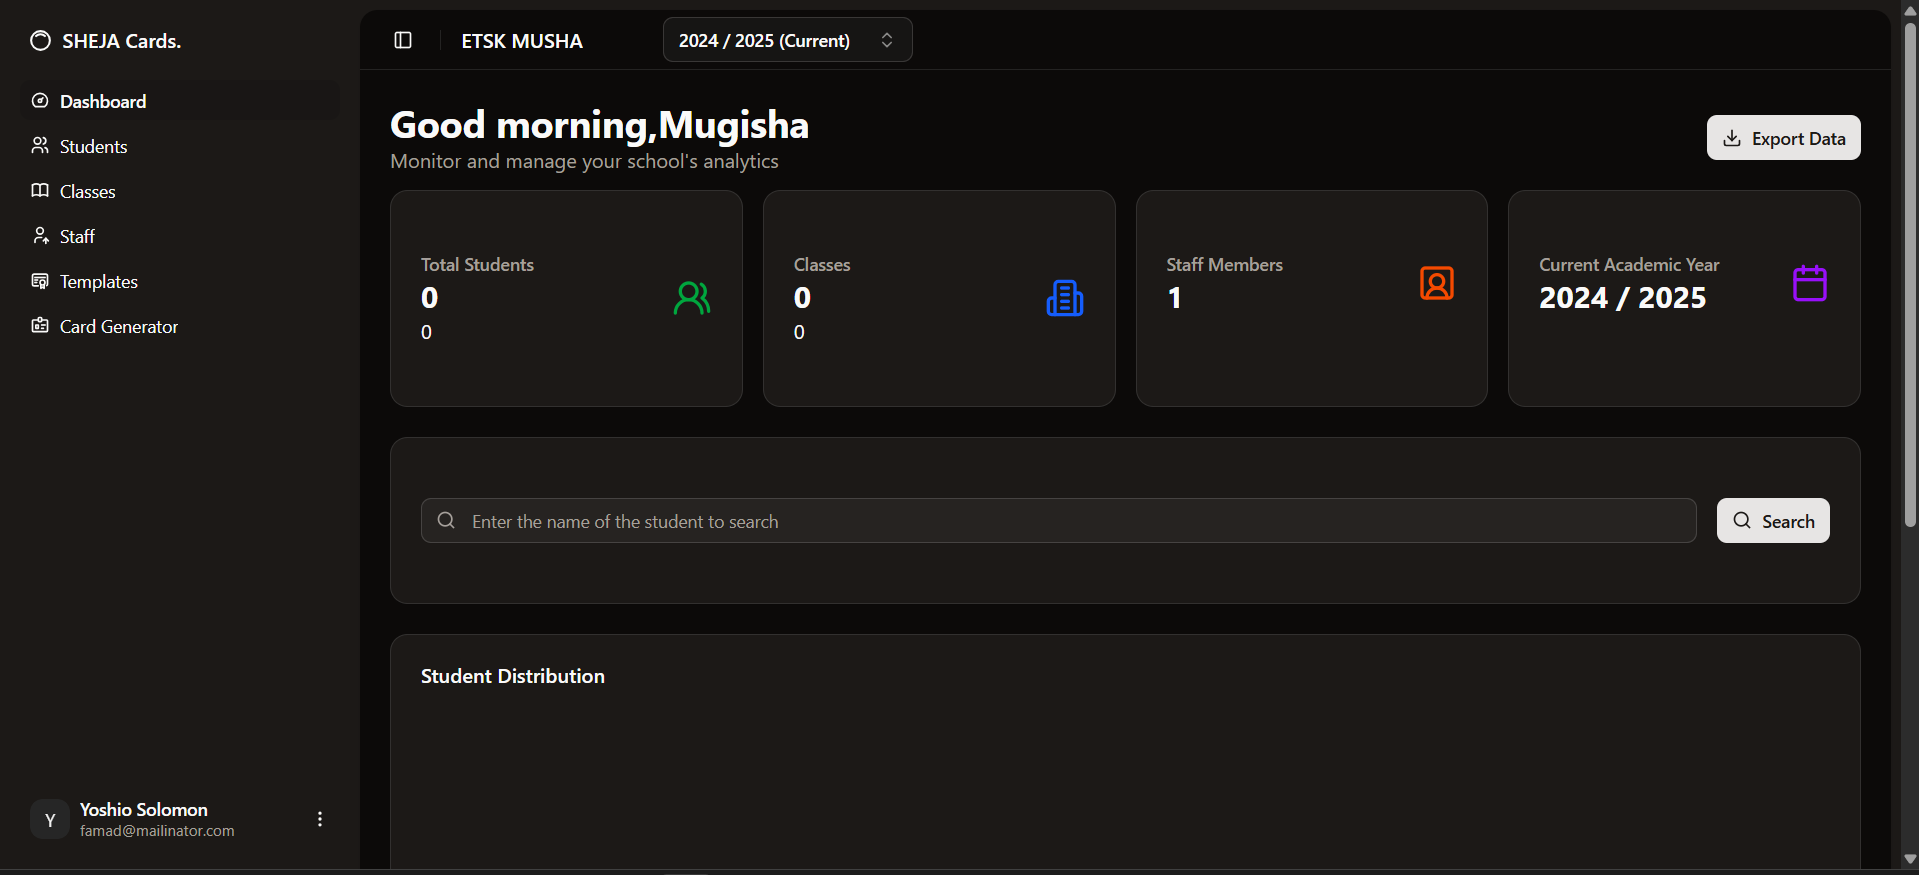 SHEJA Cards.
Dashboard
Students
Classes
Staff
Templates
Card Generator
Y
Yoshio Solomon
famad@mailinator.com
ETSK MUSHA
2024 / 2025 (Current)
Good morning,Mugisha
Monitor and manage your school's analytics
Export Data
Total Students
0
0
Classes
0
0
Staff Members
1
Current Academic Year
2024 / 2025
Enter the name of the student to search
Search
Student Distribution